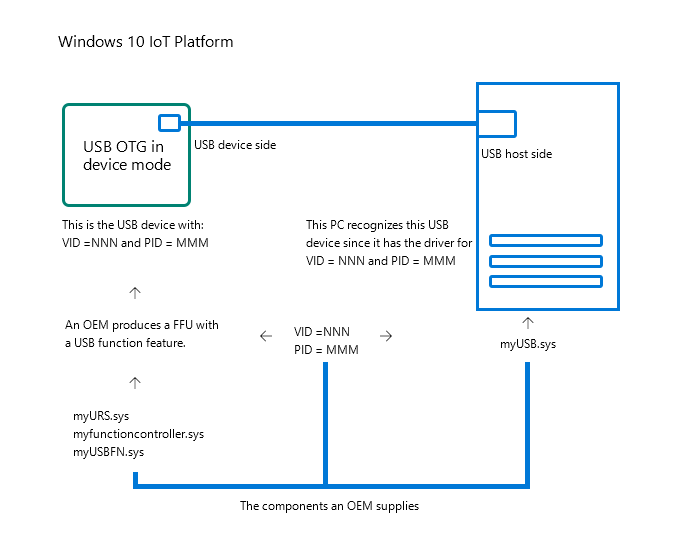 Windows 10 IoT Platform
USB OTG in
device mode
USB device side
USB host side
This is the USB device with:
VID =NNN and PID = MMM
This PC recognizes this USB
device since it has the driver for
VID = NNN and PID = MMM
An OEM produces a FFU with
a USB function feature.
VID =NNN
PID = MMM
myUSB.sys
myURS.sys
myfunctioncontroller.sys
myUSBFN.sys
The components an OEM supplies